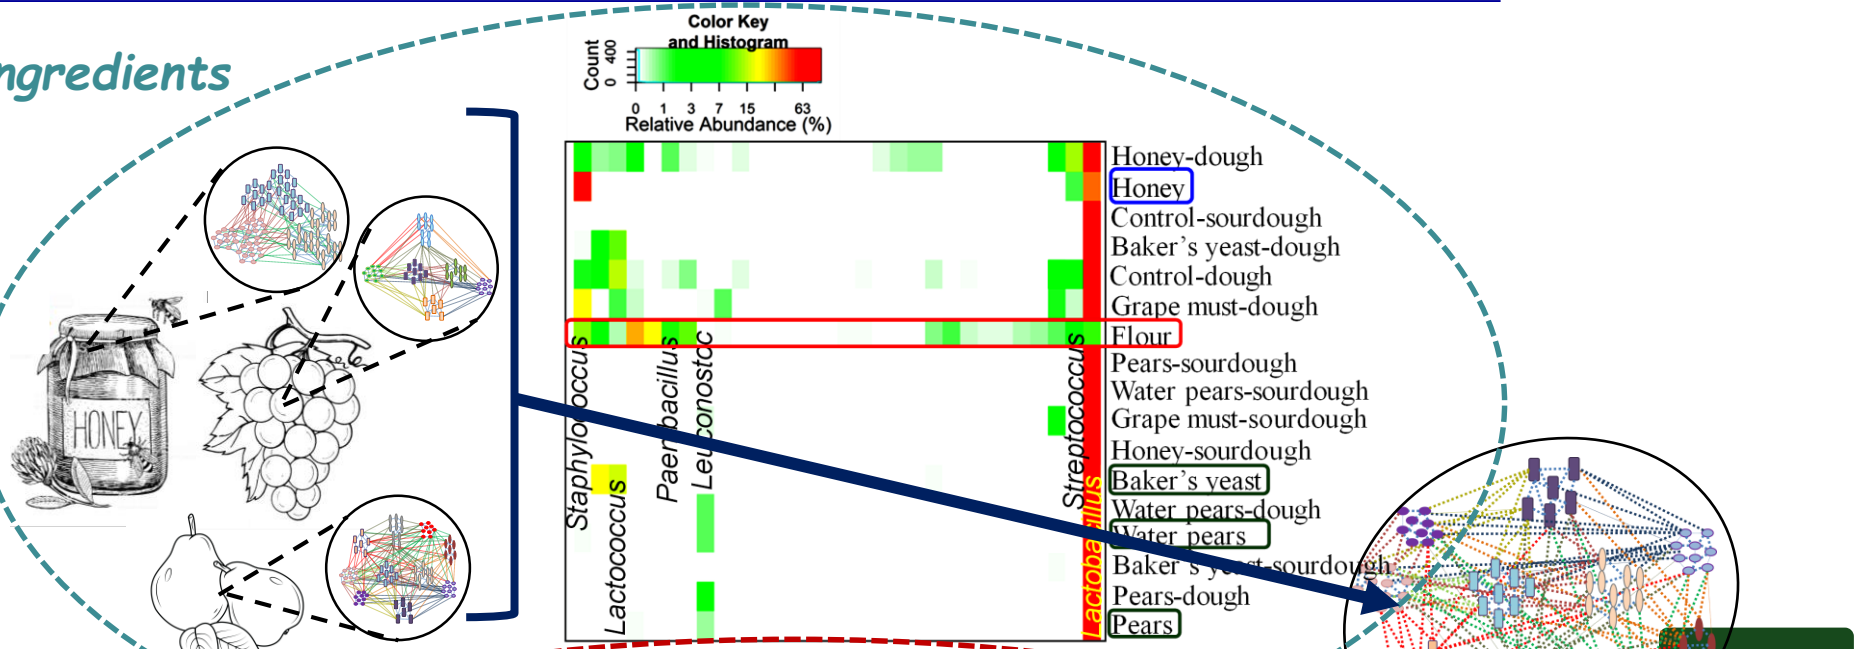 ngredients
Color Key
and Histogram
Count
0 400
0 1 3 7 15 63
Relative Abundance (%)
HONEY
Honey-dough
Honey
Control-sourdough
Baker's yeast-dough
Control-dough
Grape must-dough
Flour
Pears-sourdough
Water pears-sourdough
Grape must-sourdough
Honey-sourdough
Baker's yeast
Water pears-dough
Water pears
Baker's yeast-sourdough
Pears-dough
Pears
Staphylococcus
Lactococcus
Paenibacillus
Leuconostoc
Streptococcus
Lactobacillus